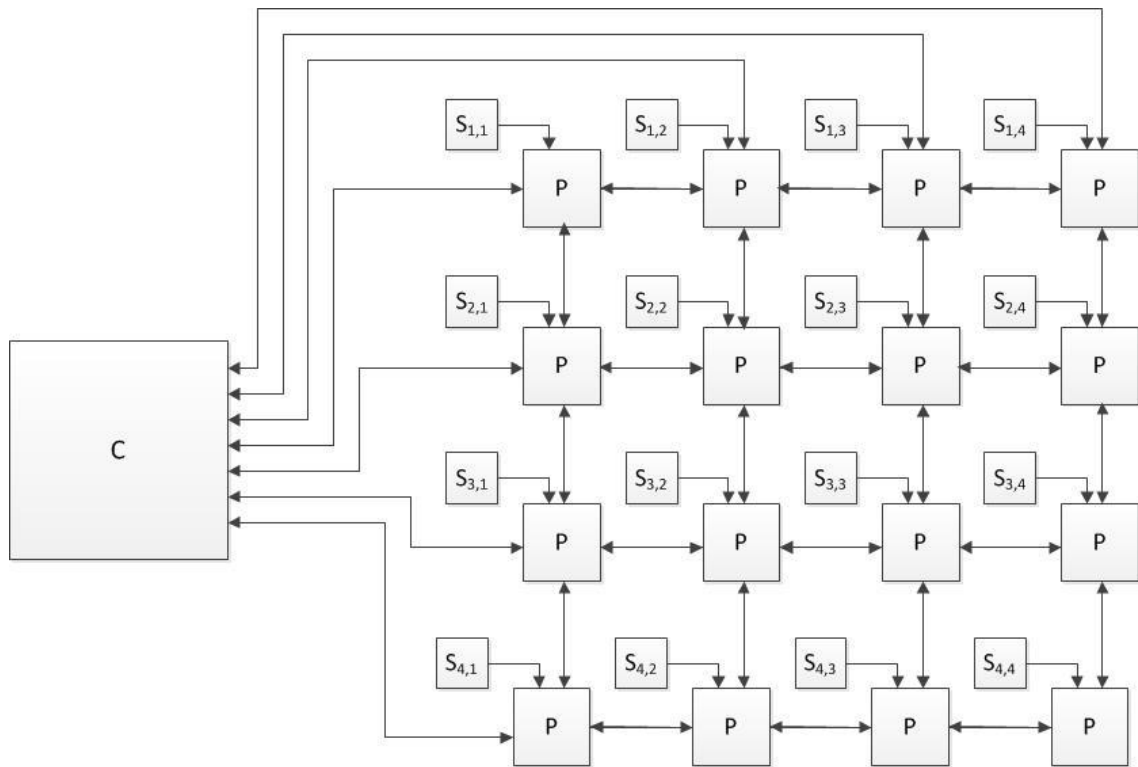 S1,1 S1,2 S1,3 S1,4
P P P P
S2,1 S2,2 S2,3 S2,4
P P P P
C
S3,1 S3,2 S3,3 S3,4
P P P P
S4,1 S4,2 S4,3 S4,4
P P P P